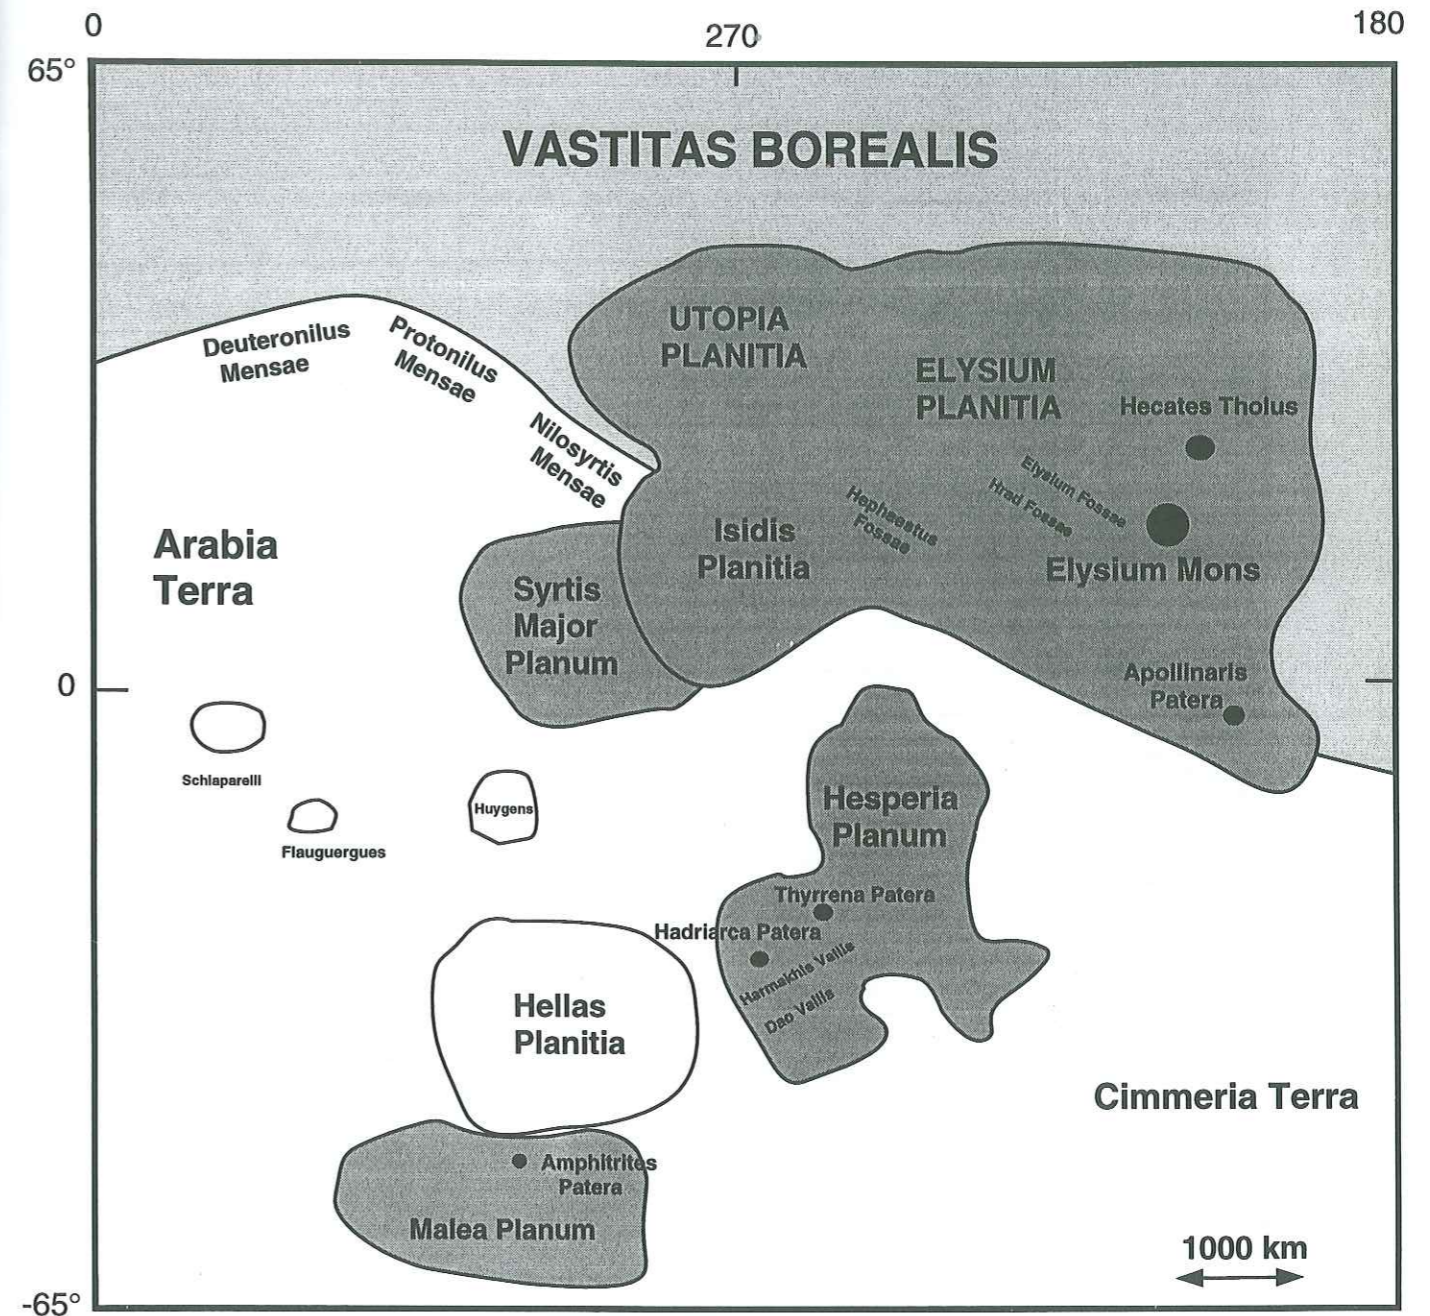 0
270
180
65°
VASTITAS BOREALIS
UTOPIA
PLANITIA
Deuteronilus
Mensae
Protonilus
Mensae
ELYSIUM
PLANITIA
Hecates Tholus
Nilosyrtis
Mensae
Elysium Fossae
Hrad Fossae
Hephaestus
Fossae
Isidis
Planitia
Arabia
Terra
Elysium Mons
Syrtis
Major
Planum
0
Apollinaris
Patera
Schiaparelli
Huygens
Flauguergues
Hesperia
Planum
Thyrrena Patera
Hadriarca Patera
Harmakhis Vallis
Dao Vallis
Hellas
Planitia
Cimmeria Terra
Amphitrites
Patera
Malea Planum
1000 km
-65°